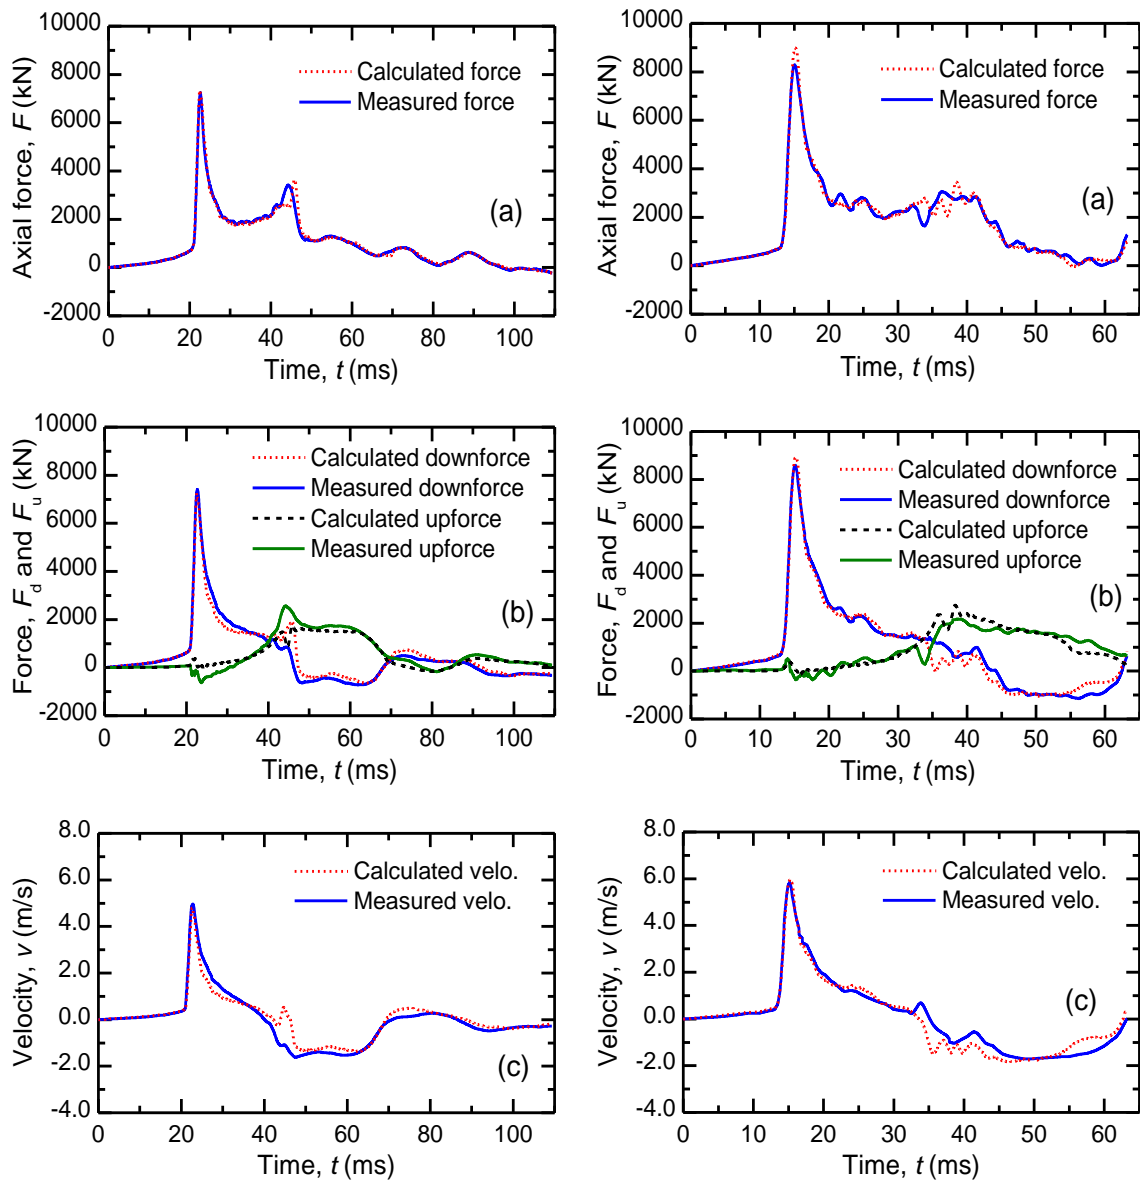 10000
8000
6000
4000
2000
0
-2000
Axial force, F (kN)
Calculated force
Measured force
(a)
0 20 40 60 80 100
Time, t (ms)
10000
8000
6000
4000
2000
0
-2000
Axial force, F (kN)
Calculated force
Measured force
(a)
0 10 20 30 40 50 60
Time, t (ms)
10000
8000
6000
4000
2000
0
-2000
Force, Fd and Fu (kN)
Calculated downforce
Measured downforce
Calculated upforce
Measured upforce
(b)
0 20 40 60 80 100
Time, t (ms)
10000
8000
6000
4000
2000
0
-2000
Force, Fd and Fu (kN)
Calculated downforce
Measured downforce
Calculated upforce
Measured upforce
(b)
0 10 20 30 40 50 60
Time, t (ms)
8.0
6.0
4.0
2.0
0.0
-2.0
-4.0
Velocity, v (m/s)
Calculated velo.
Measured velo.
(c)
0 20 40 60 80 100
Time, t (ms)
8.0
6.0
4.0
2.0
0.0
-2.0
-4.0
Velocity, v (m/s)
Calculated velo.
Measured velo.
(c)
0 10 20 30 40 50 60
Time, t (ms)